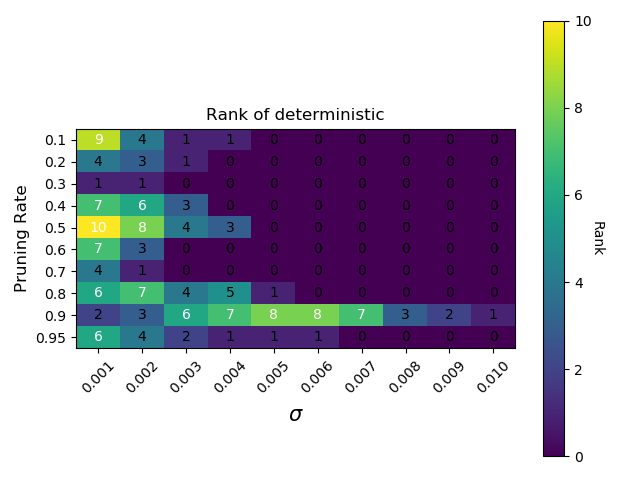 Rank of deterministic
Pruning Rate
0.1 9 4 1 1 0 0 0 0 0 0
0.2 4 3 1 0 0 0 0 0 0 0
0.3 1 1 0 0 0 0 0 0 0 0
0.4 7 6 3 0 0 0 0 0 0 0
0.5 10 8 4 3 0 0 0 0 0 0
0.6 7 3 0 0 0 0 0 0 0 0
0.7 4 1 0 0 0 0 0 0 0 0
0.8 6 7 4 5 1 0 0 0 0 0
0.9 2 3 6 7 8 8 7 3 2 1
0.95 6 4 2 1 1 1 0 0 0 0
0.001 0.002 0.003 0.004 0.005 0.006 0.007 0.008 0.009 0.010
σ
10
8
6
4
2
0
Rank